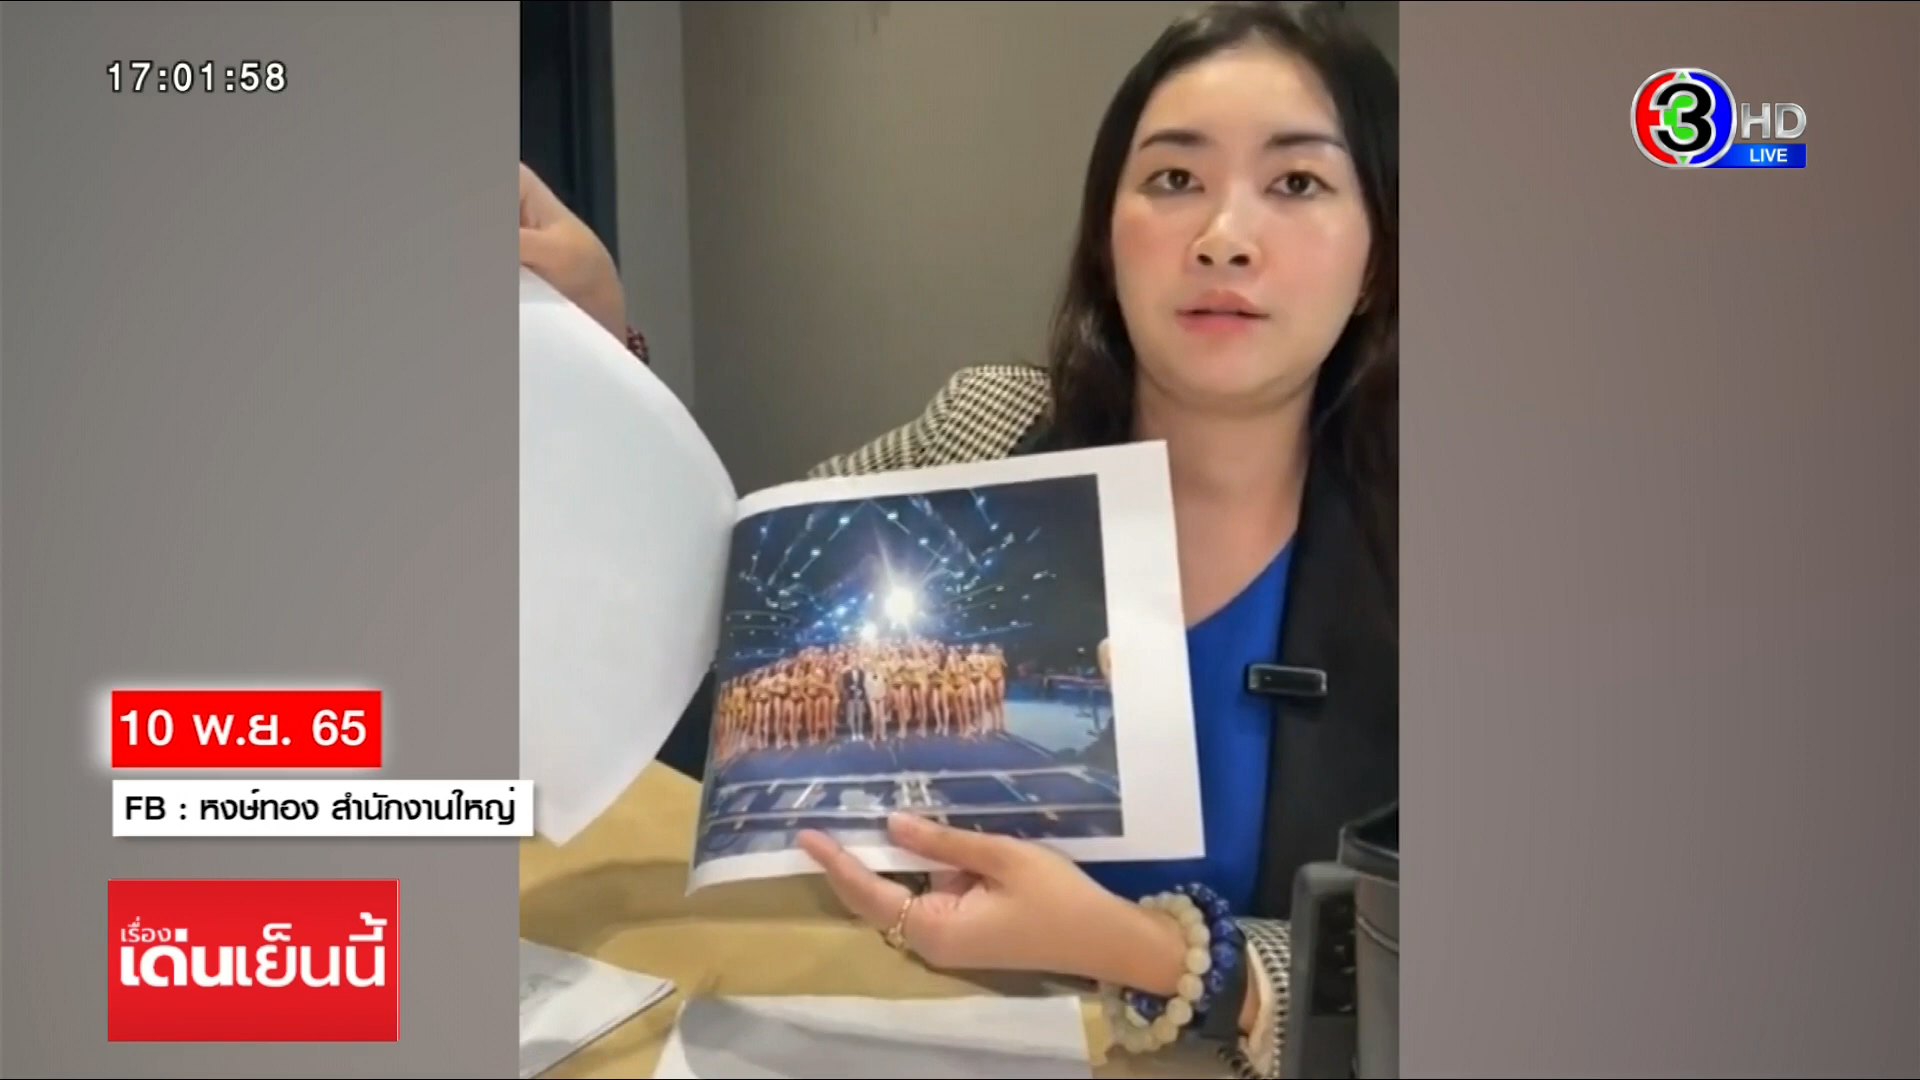 17:01:58
3 HD
LIVE
10 พ.ย. 65
FB : หงษ์ทอง สำนักงานใหญ่
เรื่อง
เด่นเย็นนี้